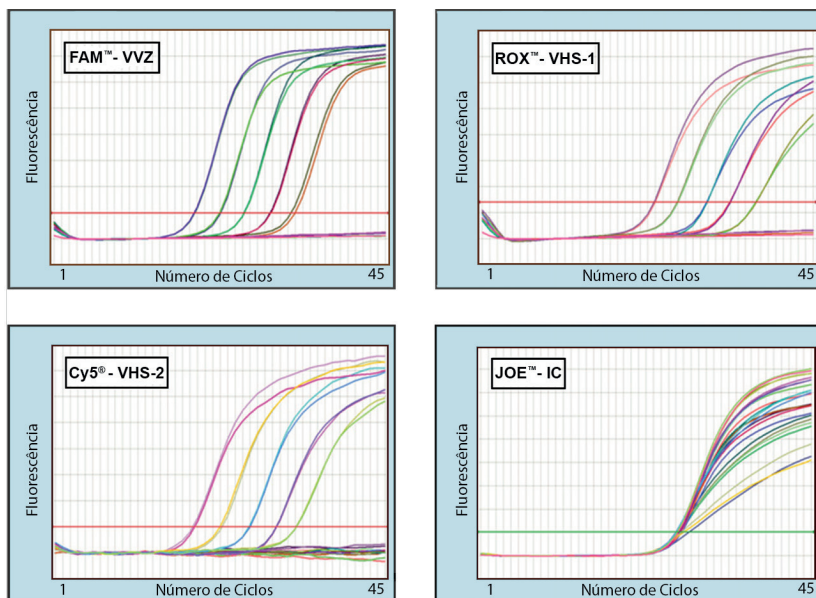 FAM™- VVZ
Fluorescência
1
Número de Ciclos
45
ROX™- VHS-1
Fluorescência
1
Número de Ciclos
45
Cy5®- VHS-2
Fluorescência
1
Número de Ciclos
45
JOE™- IC
Fluorescência
1
Número de Ciclos
45